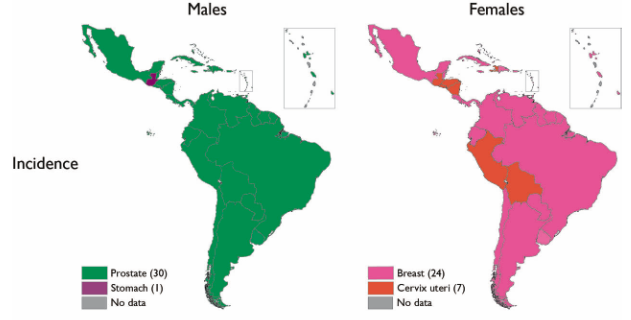 Males
Females
Incidence
Prostate (30)
Stomach (1)
No data
Breast (24)
Cervix uteri (7)
No data